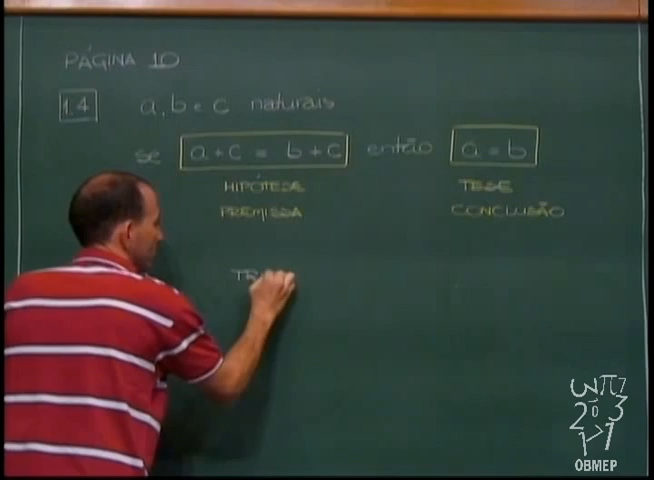 PÁGINA 10
1.4 a, b e c naturais
se a + c = b + c então a = b
HIPÓTESE TESE
PREMISSA CONCLUSÃO
OBMEP